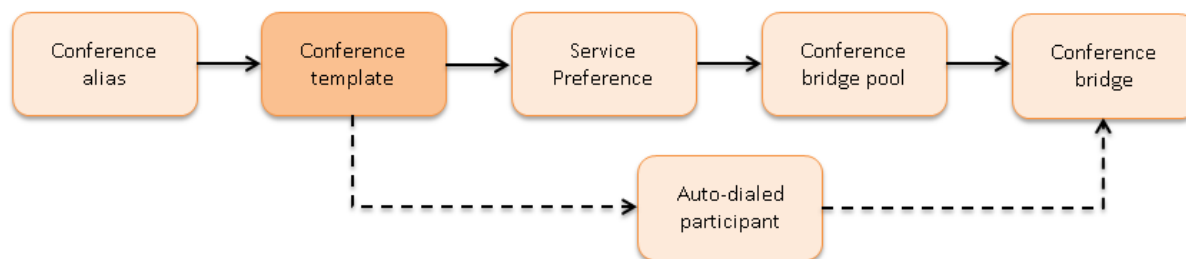 Conference
alias
Conference
template
Service
Preference
Conference
bridge pool
Conference
bridge
Auto-dialed
participant